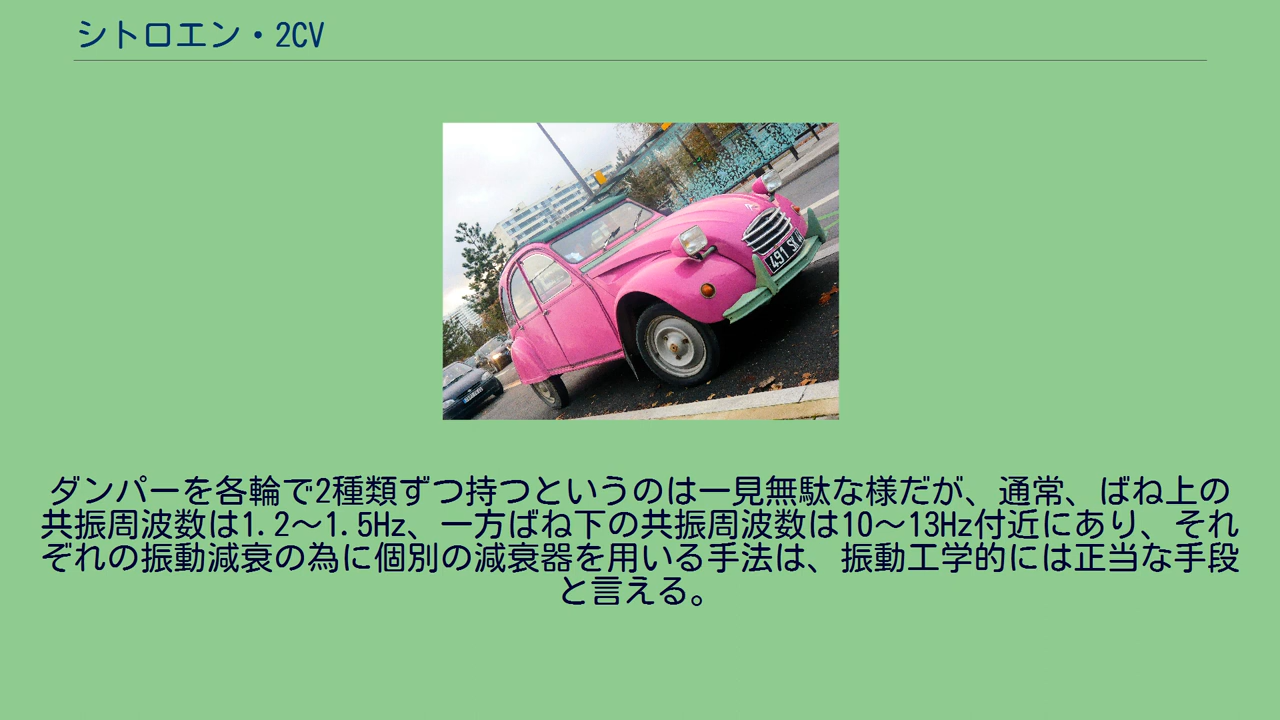 シトロエン・2CV
491 S
ダンパーを各輪で2種類ずつ持つというのは一見無駄な様だが、通常、ばね上の
共振周波数は1.2〜1.5Hz、一方ばね下の共振周波数は10〜13Hz付近にあり、それ
ぞれの振動減衰の為に個別の減衰器を用いる手法は、振動工学的には正当な手段
と言える。